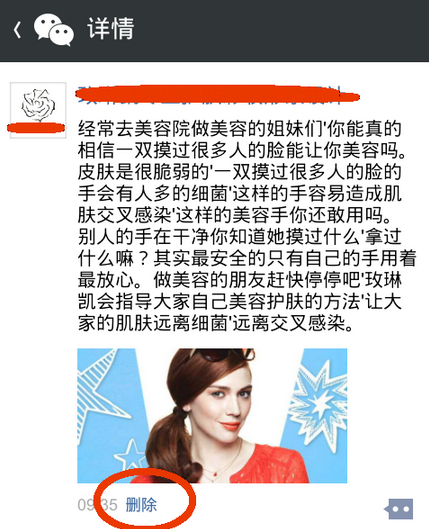 详情
经常去美容院做美容的姐妹们'你能真的
相信一双摸过很多人的脸能让你美容吗。
皮肤是很脆弱的'一双摸过很多人的脸的
手会有人多的细菌'这样的手容易造成肌
肤交叉感染'这样的美容手你还敢用吗。
别人的手在干净你知道她摸过什么'拿过
什么嘛？其实最安全的只有自己的手用着
最放心。做美容的朋友赶快停停吧'玫琳
凯会指导大家自己美容护肤的方法'让大
家的肌肤远离细菌'远离交叉感染。
09:35 删除